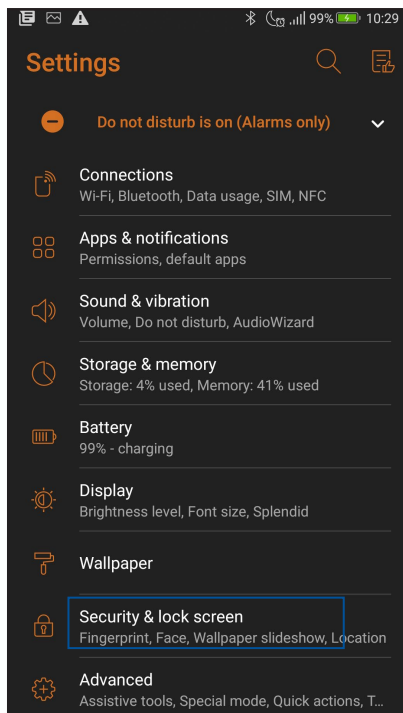 99% 10:29
Settings
Do not disturb is on (Alarms only)
Connections
Wi-Fi, Bluetooth, Data usage, SIM, NFC
Apps & notifications
Permissions, default apps
Sound & vibration
Volume, Do not disturb, AudioWizard
Storage & memory
Storage: 4% used, Memory: 41% used
Battery
99% - charging
Display
Brightness level, Font size, Splendid
Wallpaper
Security & lock screen
Fingerprint, Face, Wallpaper slideshow, Location
Advanced
Assistive tools, Special mode, Quick actions, T...